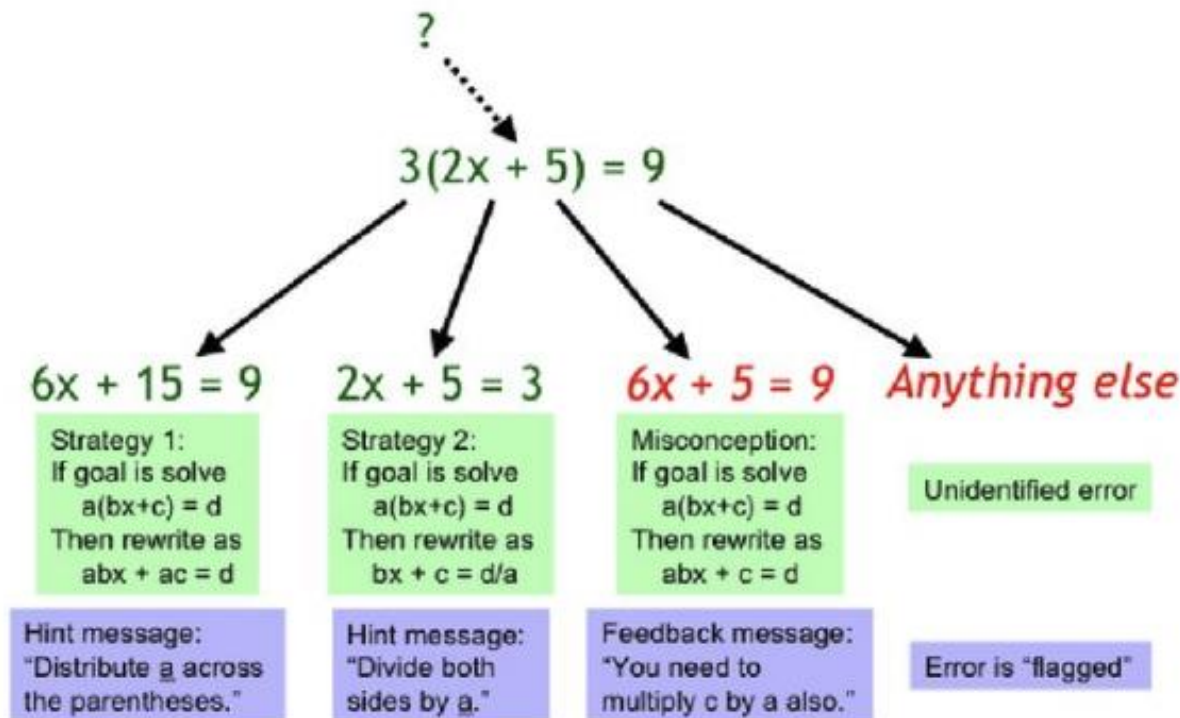 ?
3(2x + 5) = 9
6x + 15 = 9
2x + 5 = 3
6x + 5 = 9
Anything else
Strategy 1:
If goal is solve
a(bx+c) = d
Then rewrite as
abx + ac = d
Strategy 2:
If goal is solve
a(bx+c) = d
Then rewrite as
bx + c = d/a
Misconception:
If goal is solve
a(bx+c) = d
Then rewrite as
abx + c = d
Unidentified error
Hint message:
"Distribute a across
the parentheses."
Hint message:
"Divide both
sides by a."
Feedback message:
"You need to
multiply c by a also."
Error is "flagged"